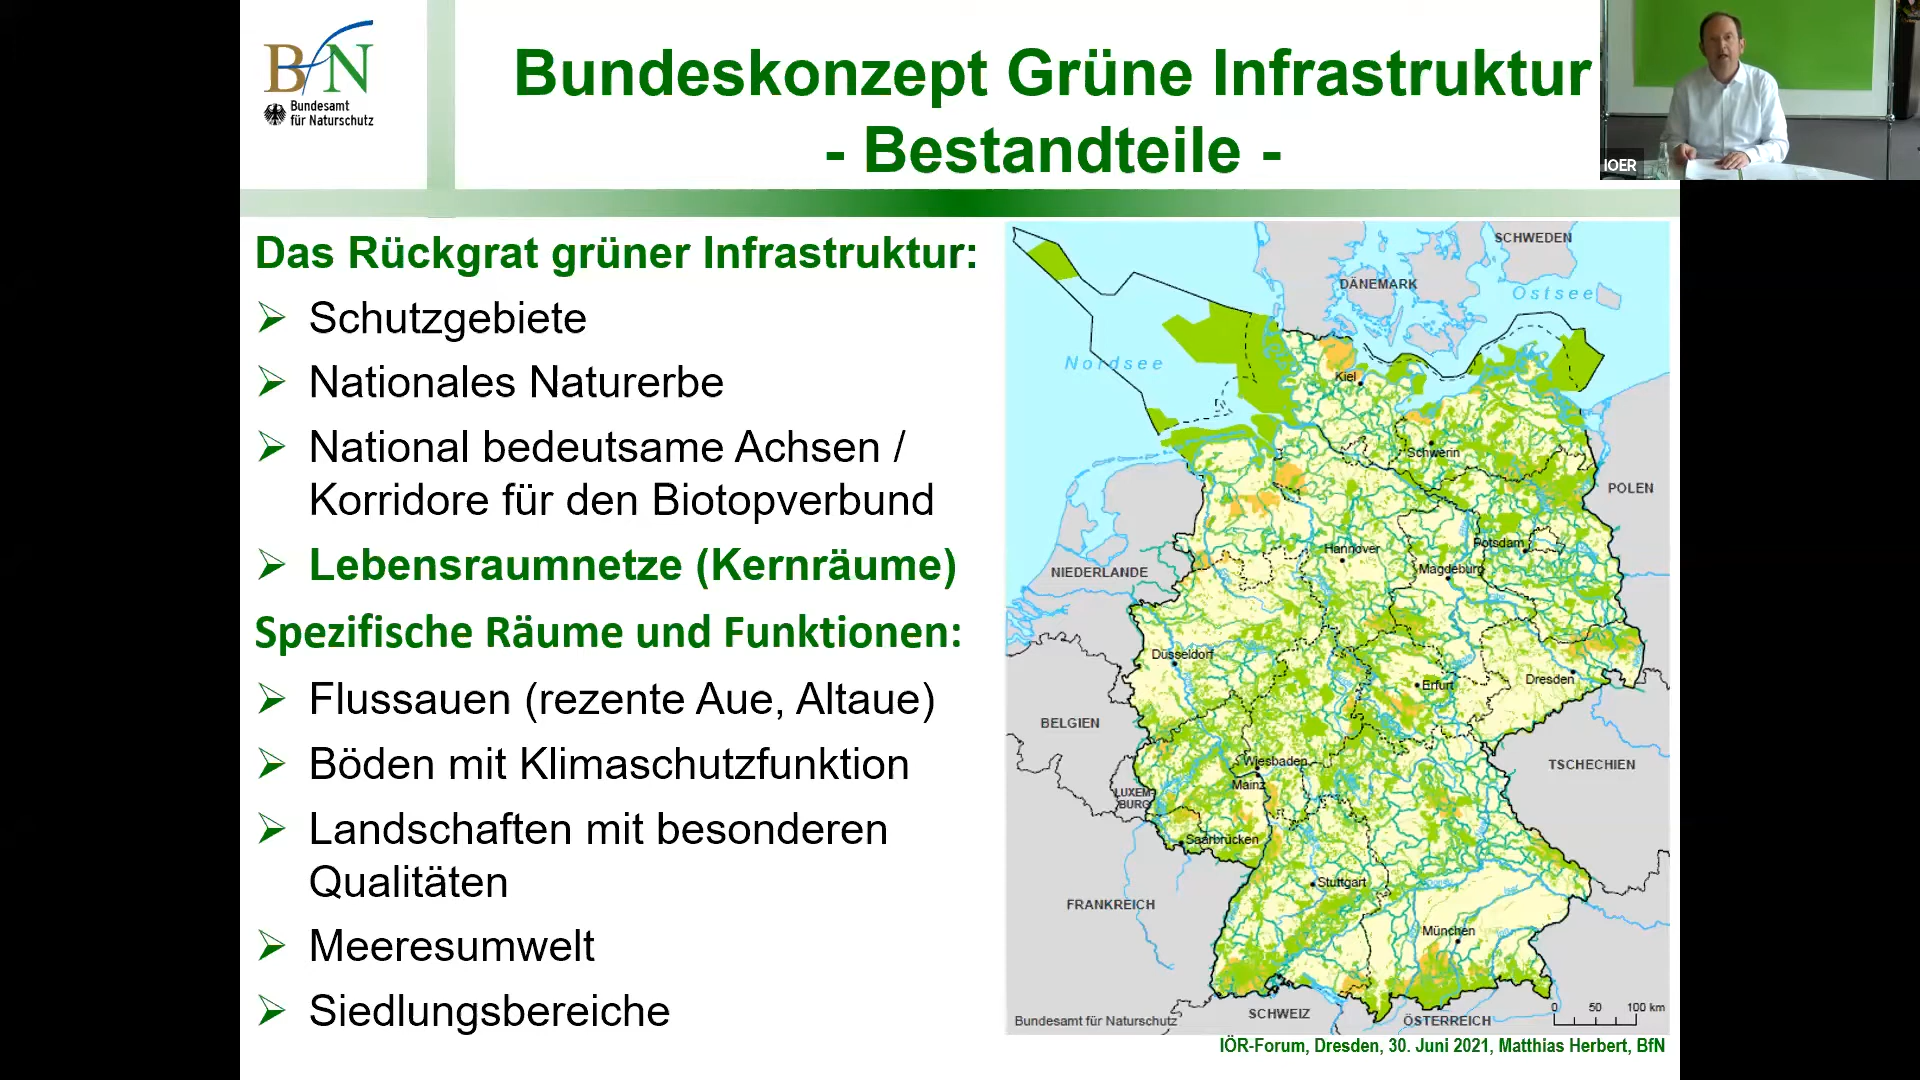 BfN
Bundesamt
für Naturschutz
Bundeskonzept Grüne Infrastruktur
- Bestandteile -
IOER
Das Rückgrat grüner Infrastruktur:
Schutzgebiete
Nationales Naturerbe
National bedeutsame Achsen /
Korridore für den Biotopverbund
Lebensraumnetze (Kernräume)
Spezifische Räume und Funktionen:
Flussauen (rezente Aue, Altaue)
Böden mit Klimaschutzfunktion
Landschaften mit besonderen
Qualitäten
Meeresumwelt
Siedlungsbereiche
SCHWEDEN
DÄNEMARK
Ostsee
Nordsee
Kiel
Schwerin
POLEN
Potsdam
Hannover
Magdeburg
NIEDERLANDE
Düsseldorf
Dresden
Erfurt
BELGIEN
Wiesbaden
TSCHECHIEN
Mainz
LUXEM-
BURG
Saarbrücken
Stuttgart
FRANKREICH
München
0 50 100 km
SCHWEIZ
Bundesamt für Naturschutz
ÖSTERREICH
IÖR-Forum, Dresden, 30. Juni 2021, Matthias Herbert, BfN